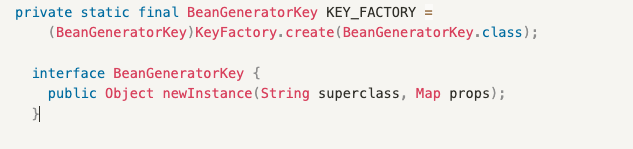 private static final BeanGeneratorKey KEY_FACTORY =
    (BeanGeneratorKey)KeyFactory.create(BeanGeneratorKey.class);
  interface BeanGeneratorKey {
    public Object newInstance(String superclass, Map props);
  }